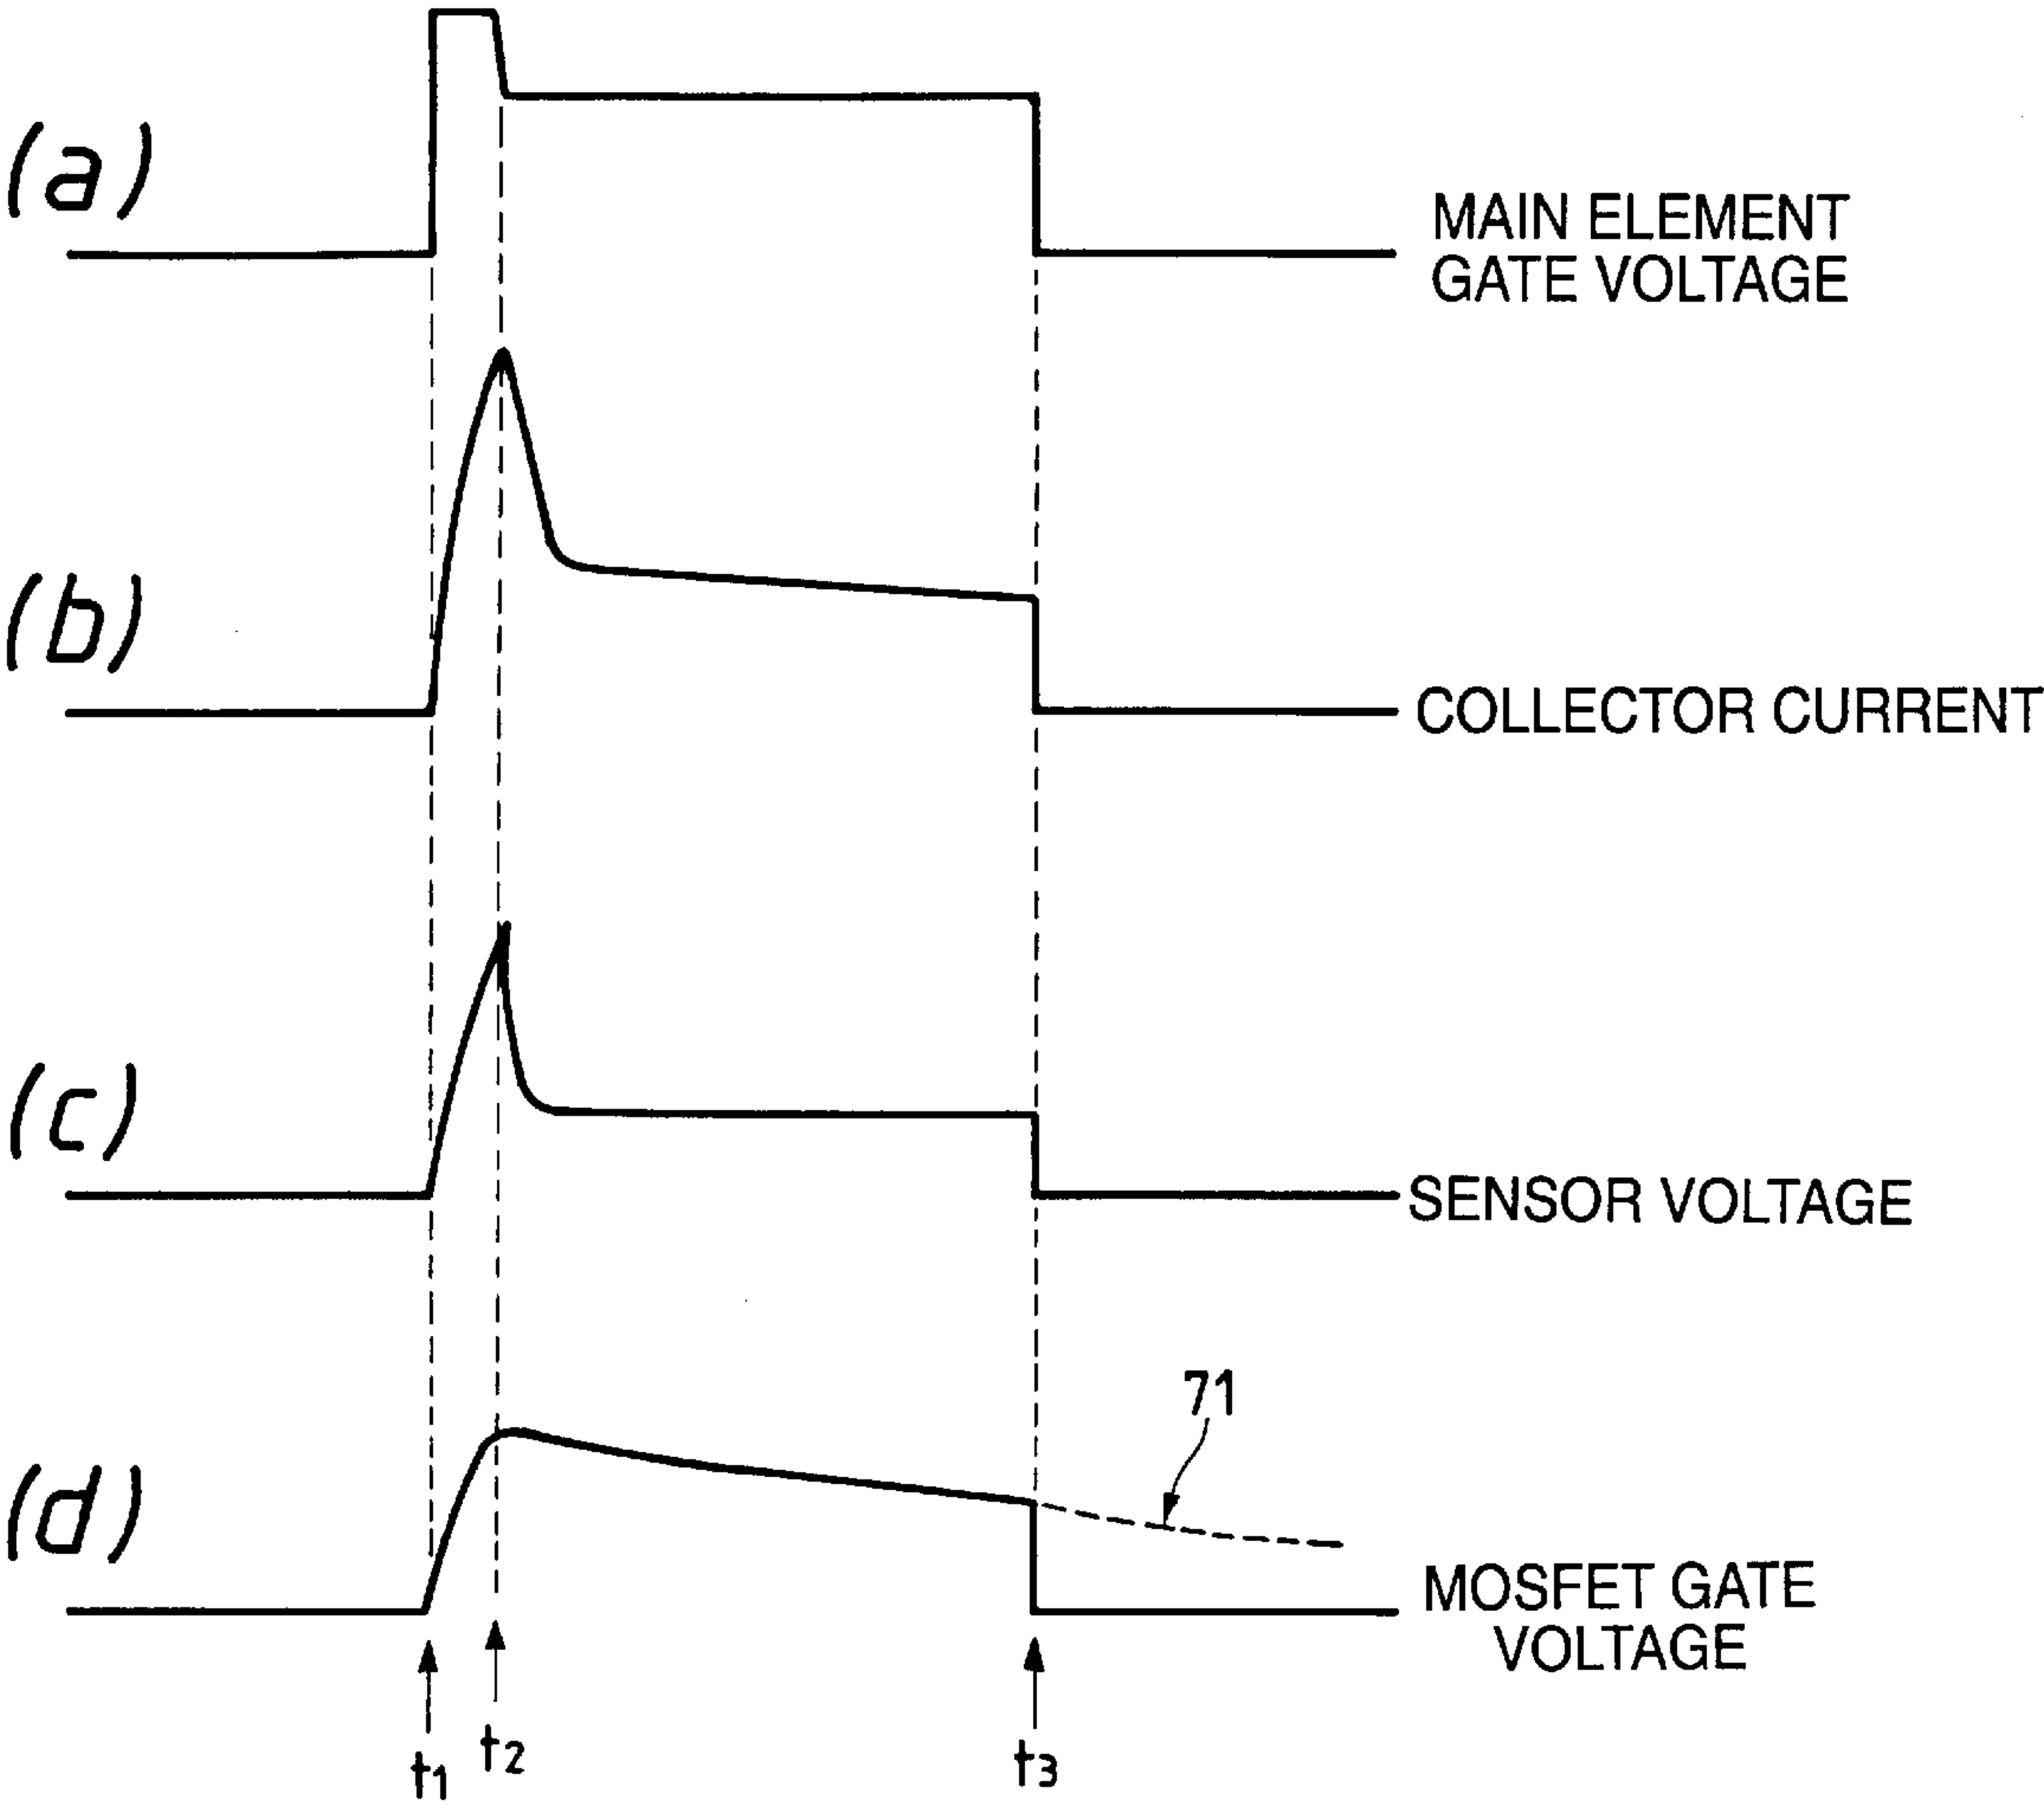 (a)
MAIN ELEMENT
GATE VOLTAGE
(b)
COLLECTOR CURRENT
(c)
SENSOR VOLTAGE
71
(d)
MOSFET GATE
VOLTAGE
t1
t2
t3